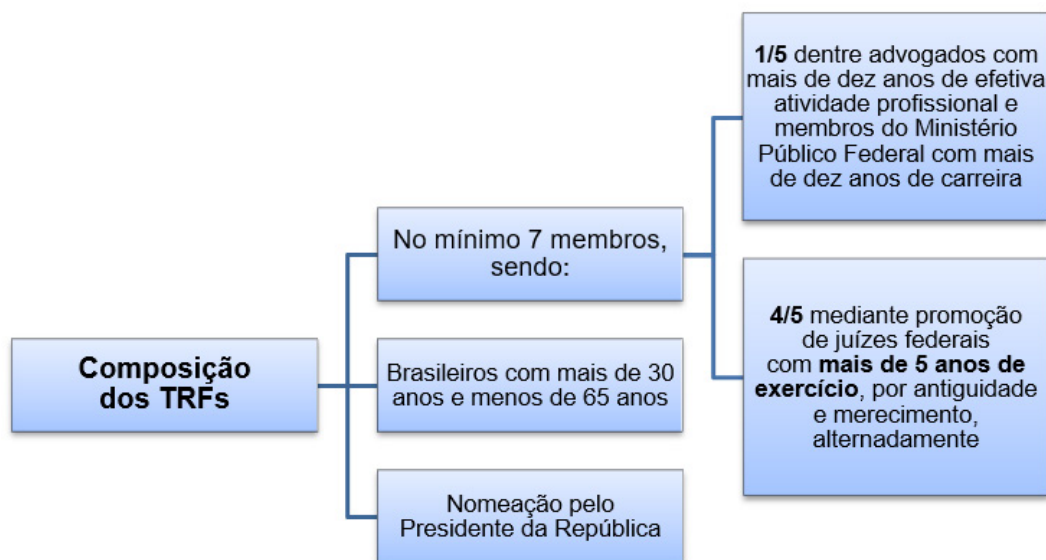 Composição
dos TRFs
No mínimo 7 membros,
sendo:
1/5 dentre advogados com
mais de dez anos de efetiva
atividade profissional e
membros do Ministério
Público Federal com mais
de dez anos de carreira
4/5 mediante promoção
de juízes federais
com mais de 5 anos de
exercício, por antiguidade
e merecimento,
alternadamente
Brasileiros com mais de 30
anos e menos de 65 anos
Nomeação pelo
Presidente da República